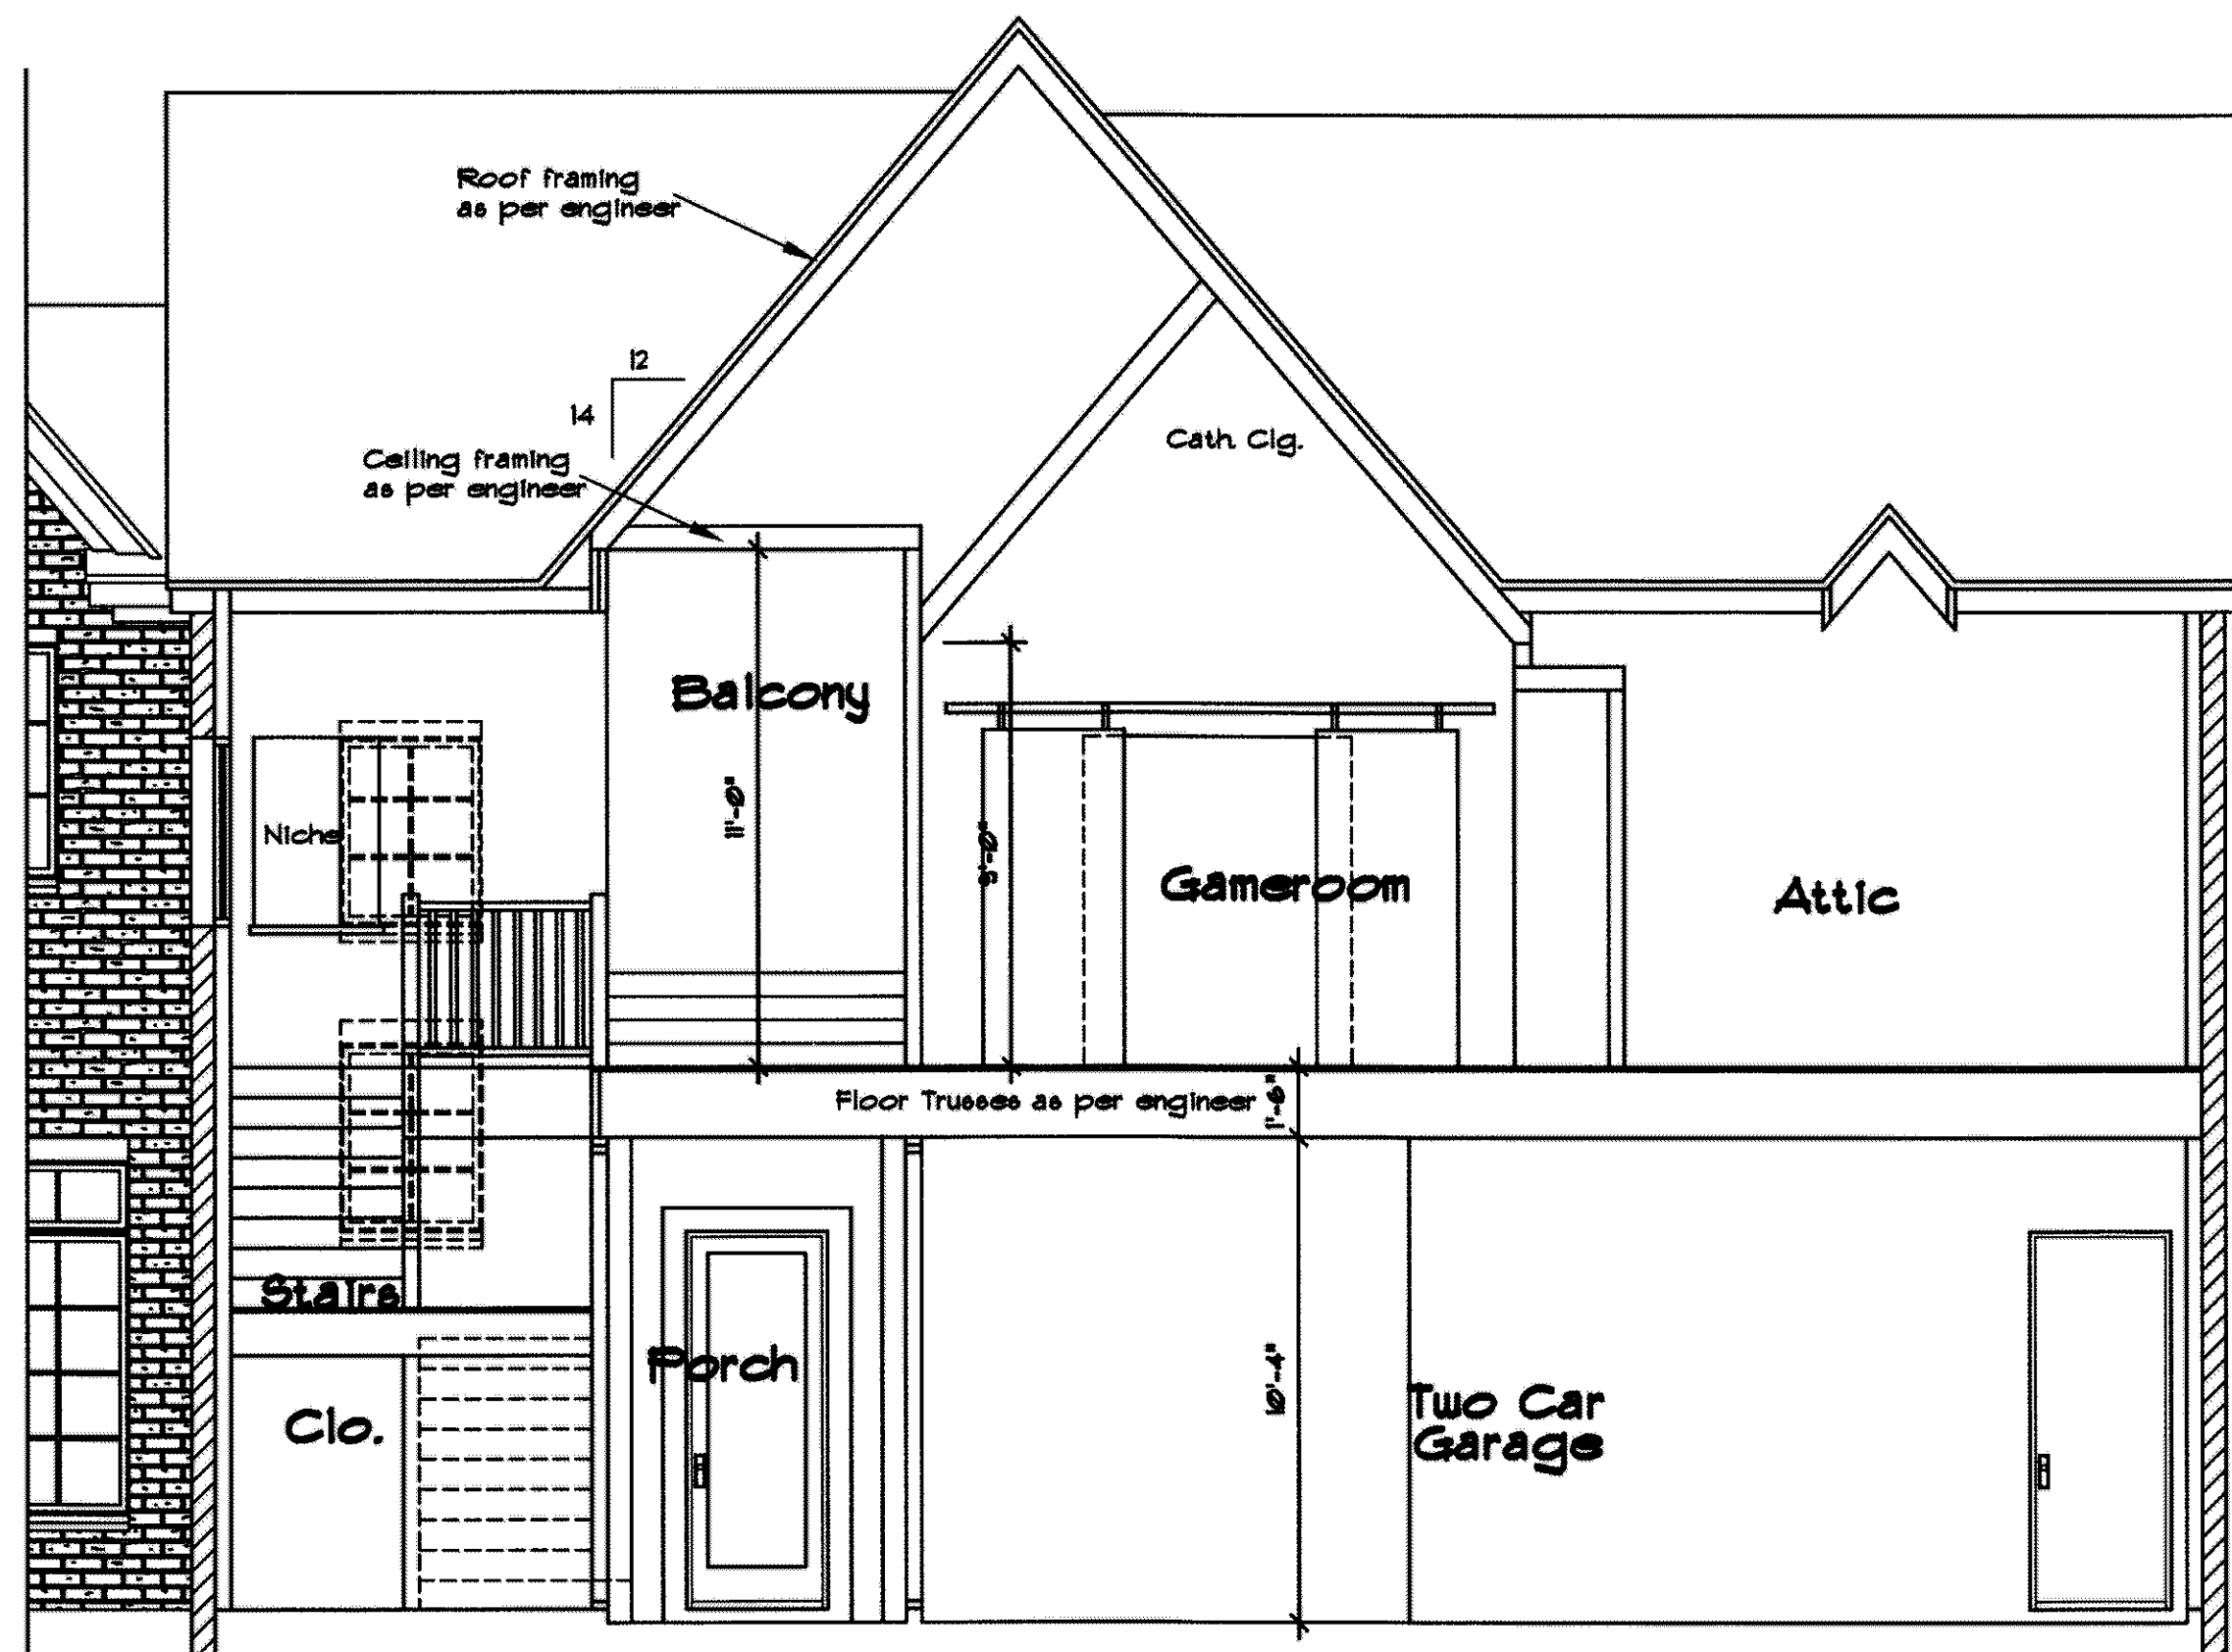 Roof framing
as per engineer
12
14
Ceiling framing
as per engineer
Cath. Clg.
Balcony
11'-0"
Niche
9'-0"
Gameroom
Attic
Floor Trusses as per engineer
1'-6"
Stairs
Porch
10'-4"
Clo.
Two Car
Garage